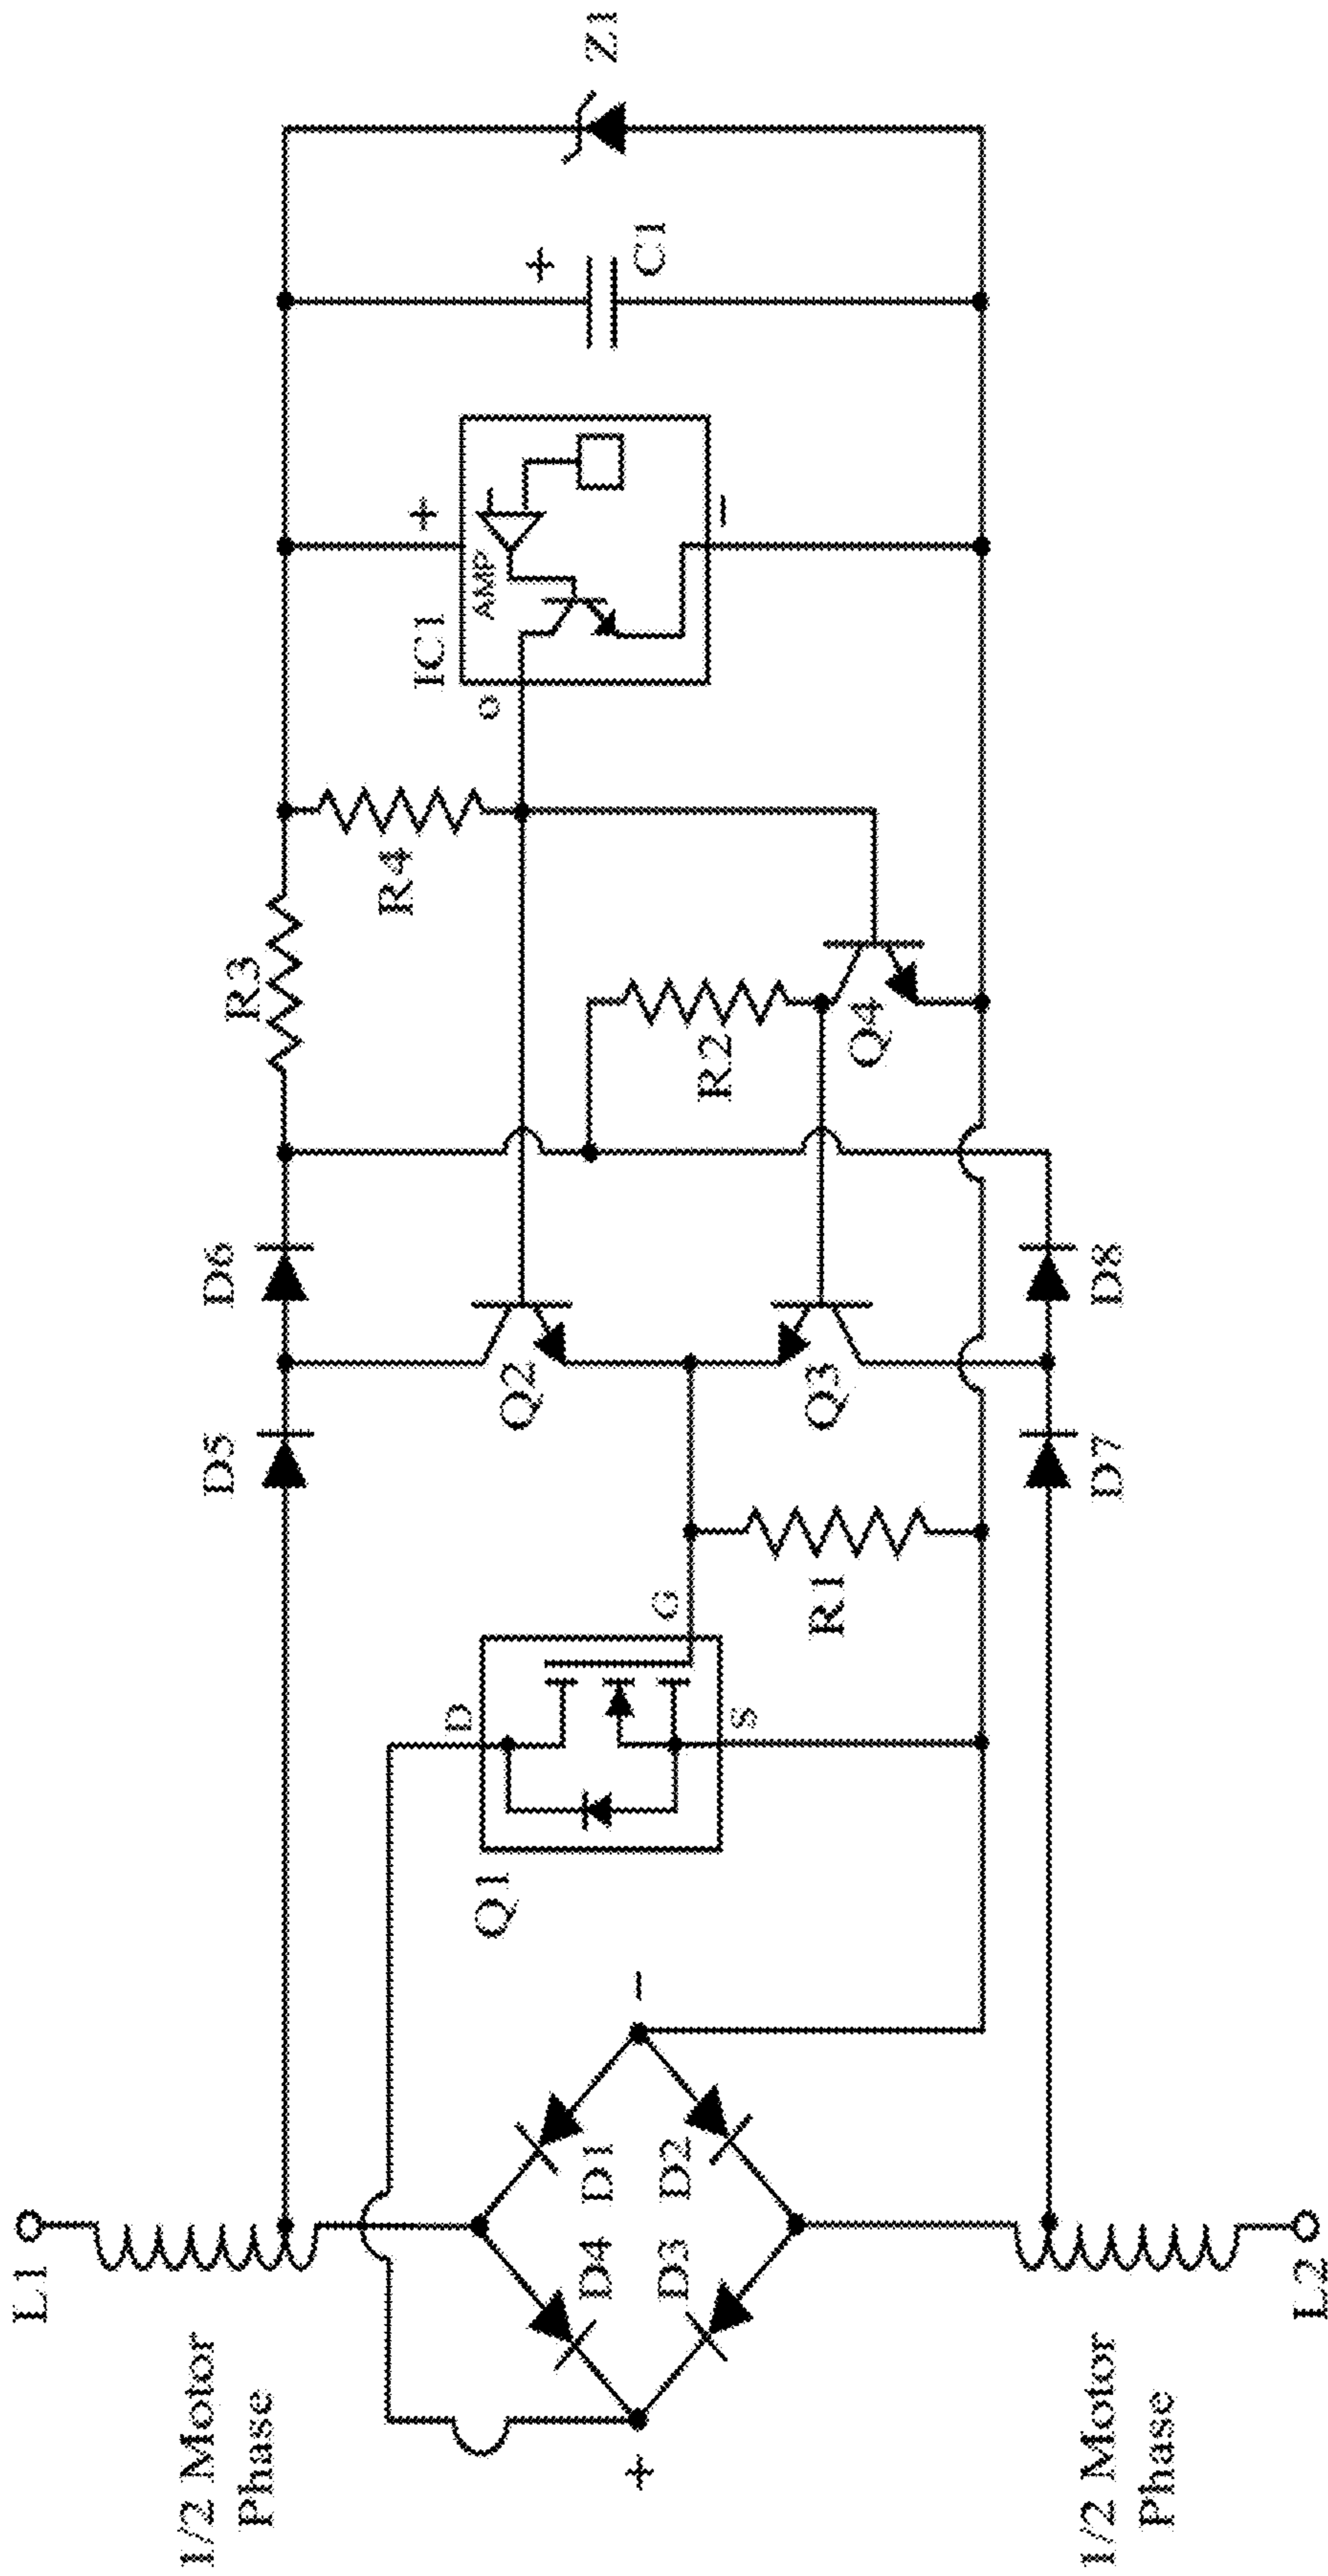 L1
1/2 Motor
Phase
D5
D6
R3
R4
IC1
+
AMP
O
−
+
C1
Z1
Q1
D
G
S
Q2
R2
Q4
Q3
R1
D4
D1
+
−
D3
D2
D7
D8
1/2 Motor
Phase
L2